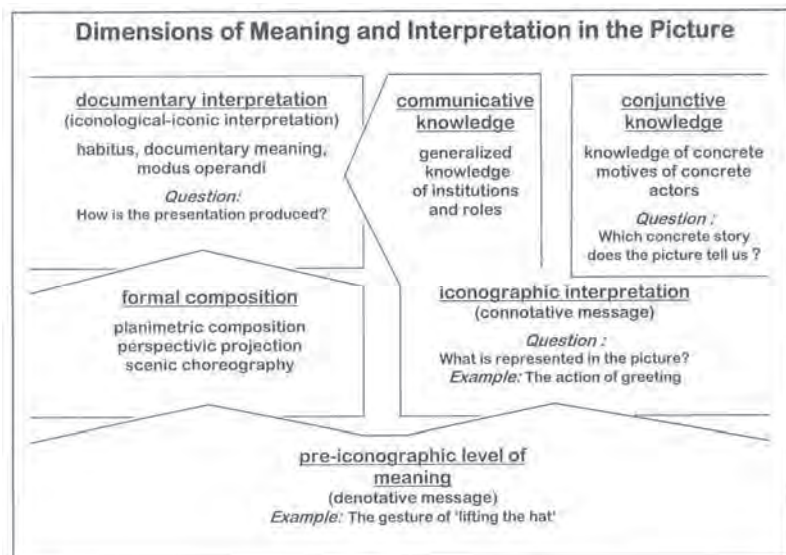 Dimensions of Meaning and Interpretation in the Picture
documentary interpretation
(iconological-iconic interpretation)
habitus, documentary meaning,
modus operandi
Question:
How is the presentation produced?
communicative
knowledge
generalized
knowledge
of institutions
and roles
conjunctive
knowledge
knowledge of concrete
motives of concrete
actors
Question :
Which concrete story
does the picture tell us ?
formal composition
planimetric composition
perspectivic projection
scenic choreography
iconographic interpretation
(connotative message)
Question :
What is represented in the picture?
Example: The action of greeting
pre-iconographic level of
meaning
(denotative message)
Example: The gesture of 'lifting the hat'